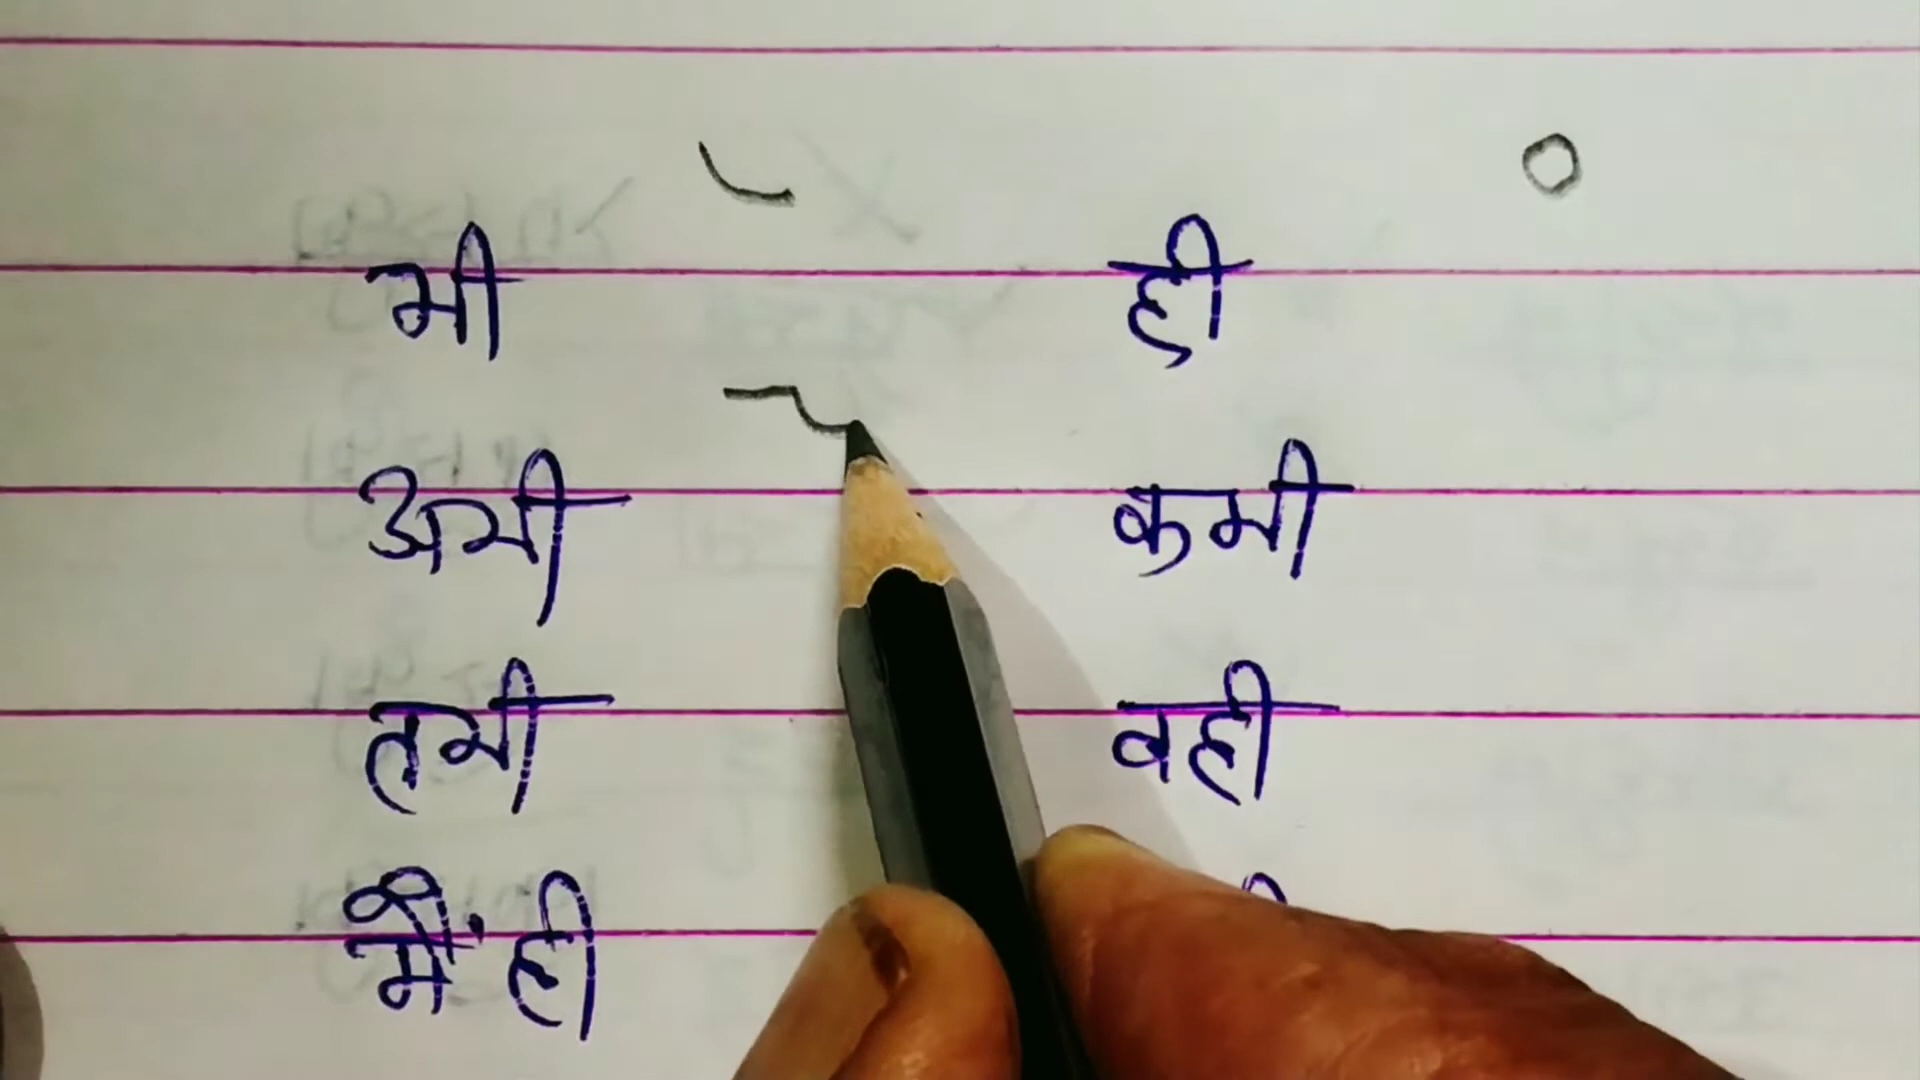 भी ही
अभी कभी
तभी वही
मैं ही